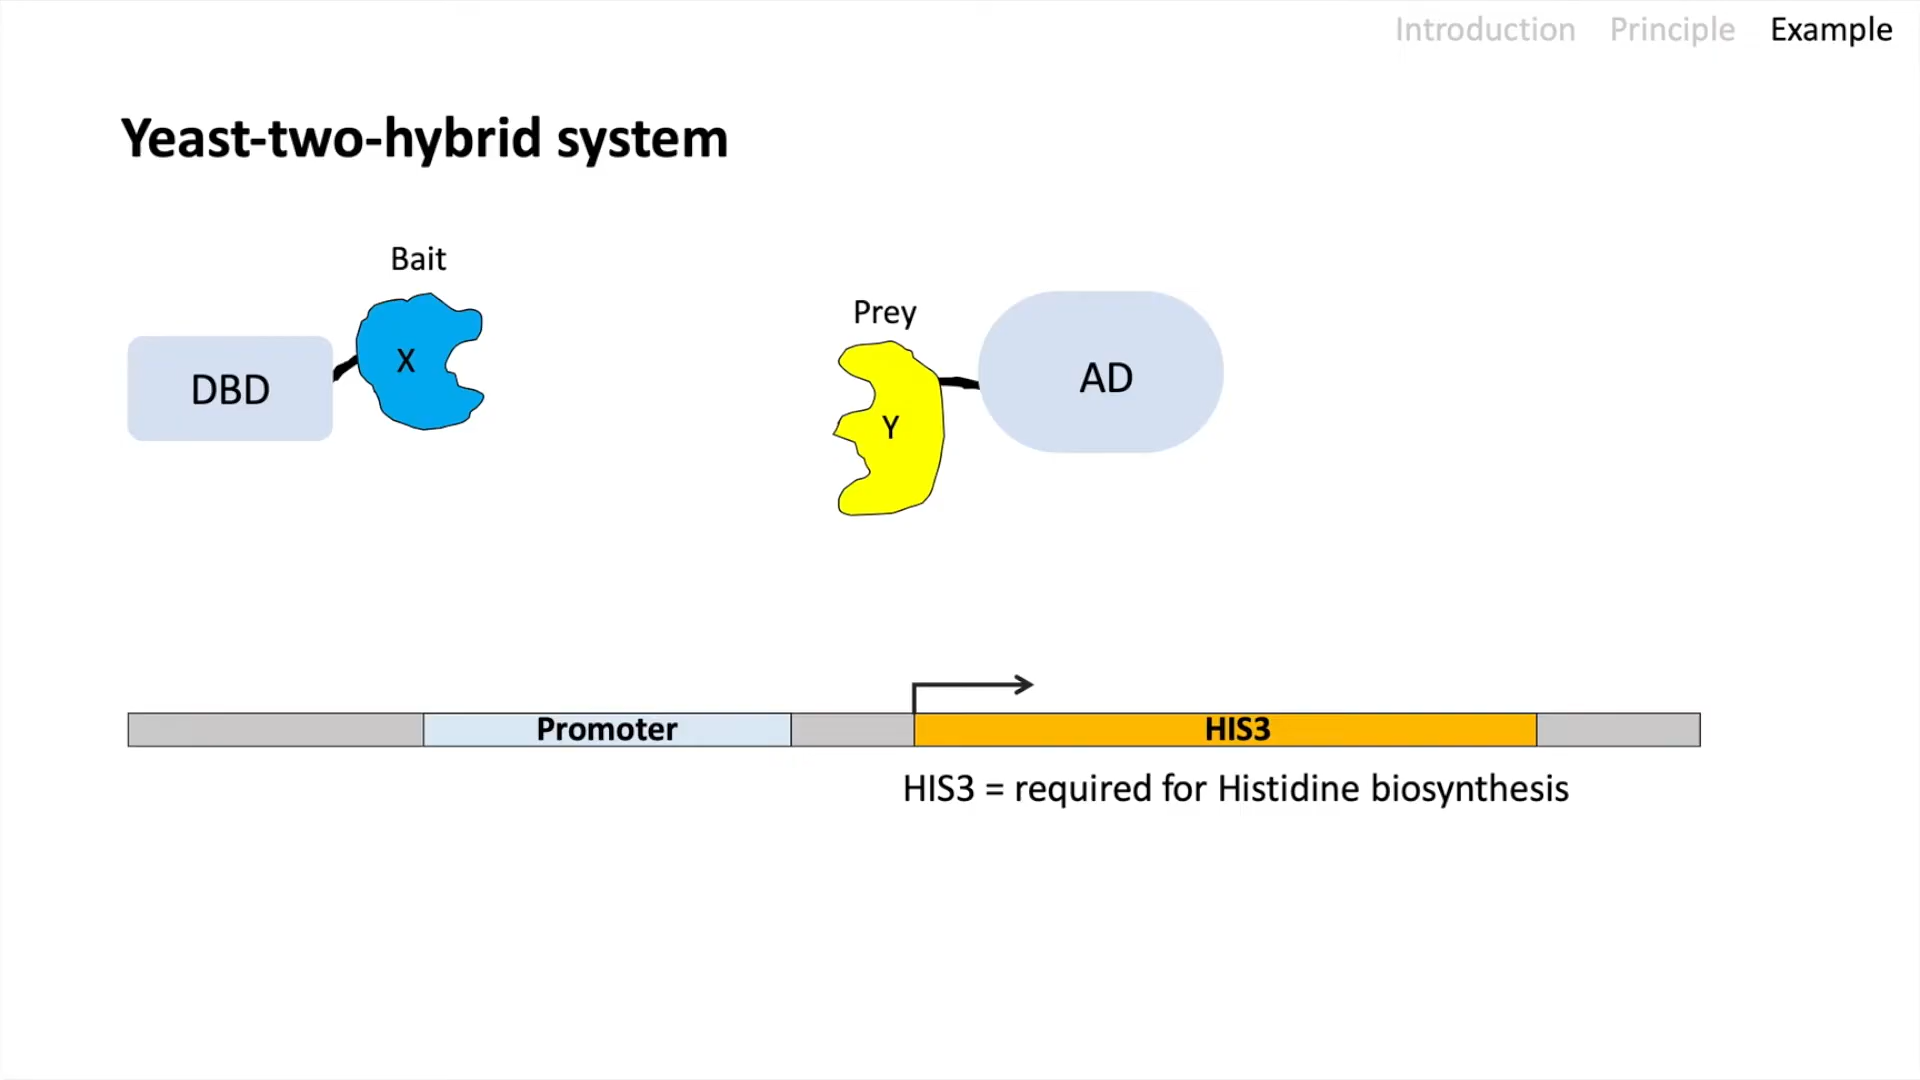 Introduction Principle Example
Yeast-two-hybrid system
Bait
Prey
X
DBD
AD
Y
Promoter
HIS3
HIS3 = required for Histidine biosynthesis